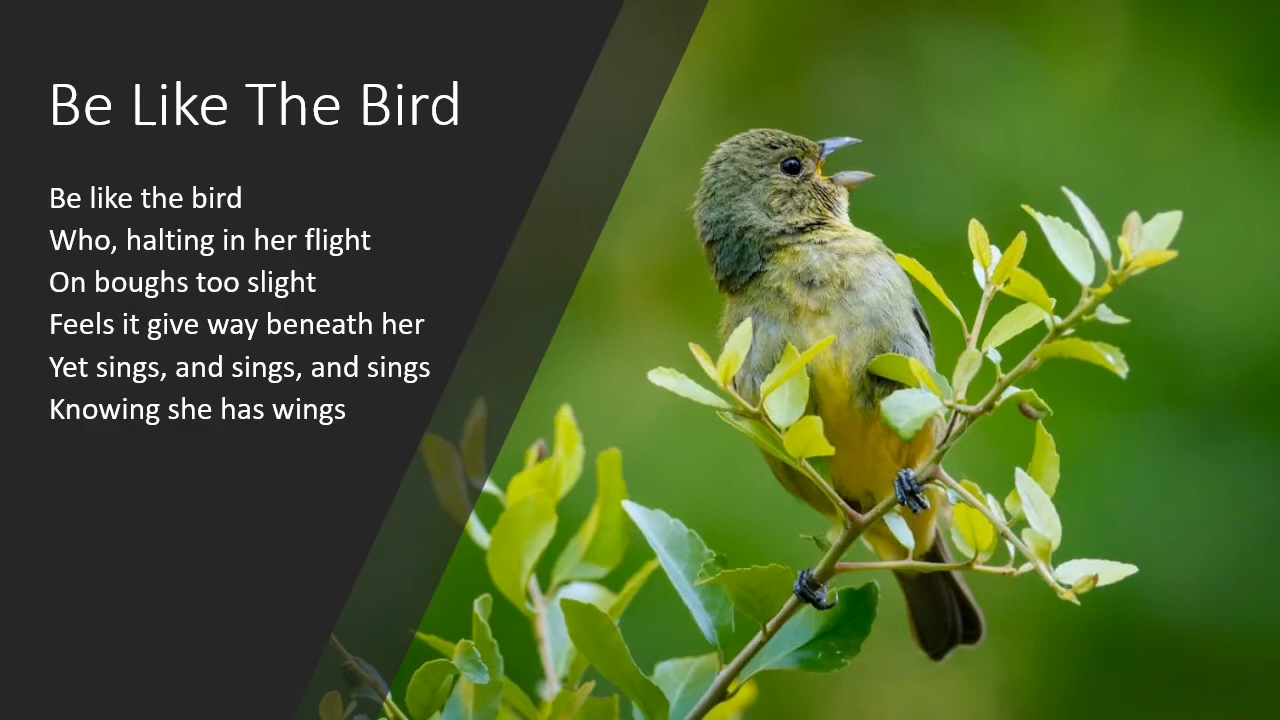 Be Like The Bird
Be like the bird
Who, halting in her flight
On boughs too slight
Feels it give way beneath her
Yet sings, and sings, and sings
Knowing she has wings